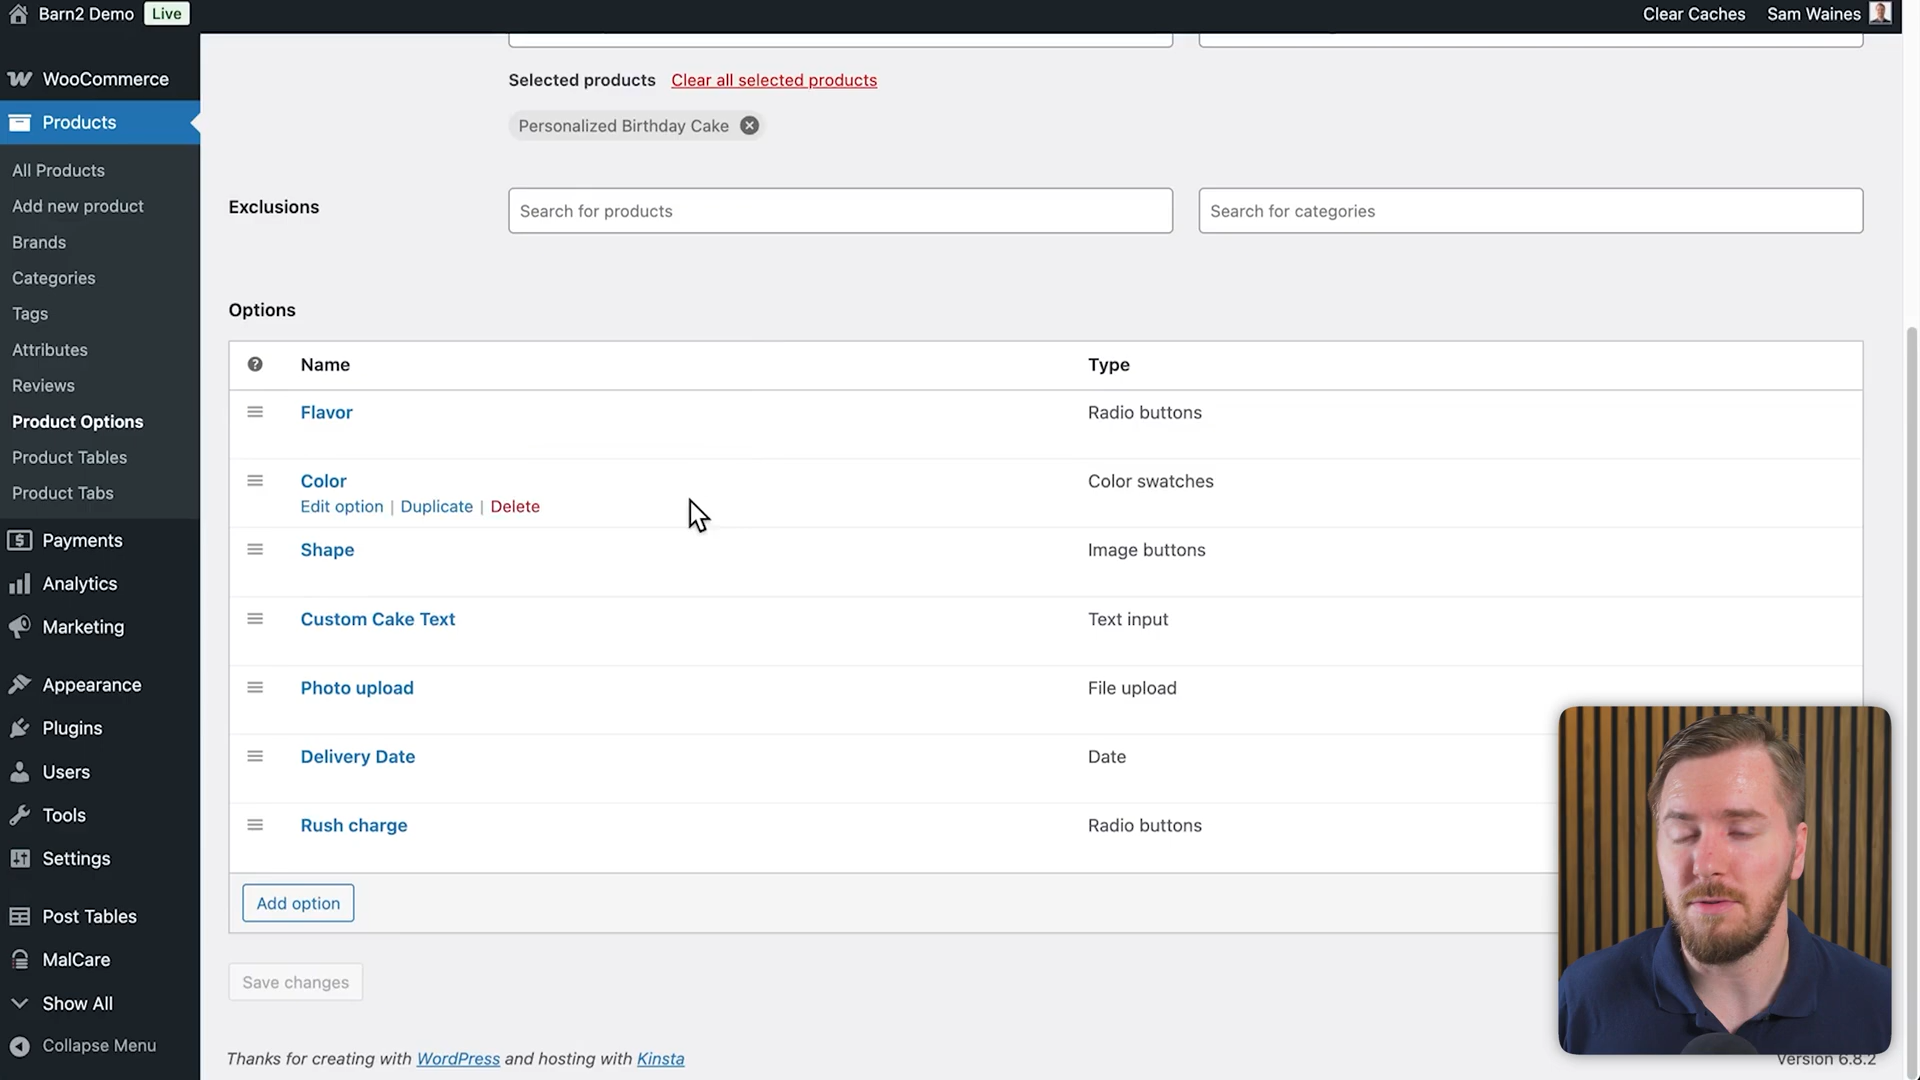 Barn2 Demo Live Clear Caches Sam Waines
WooCommerce
Products
All Products
Add new product
Brands
Categories
Tags
Attributes
Reviews
Product Options
Product Tables
Product Tabs
Payments
Analytics
Marketing
Appearance
Plugins
Users
Tools
Settings
Post Tables
MalCare
Show All
Collapse Menu
Selected products Clear all selected products
Personalized Birthday Cake
Exclusions Search for products Search for categories
Options
Name Type
Flavor Radio buttons
Color Color swatches
Edit option | Duplicate | Delete
Shape Image buttons
Custom Cake Text Text input
Photo upload File upload
Delivery Date Date
Rush charge Radio buttons
Add option
Save changes
Thanks for creating with WordPress and hosting with Kinsta Version 6.8.2